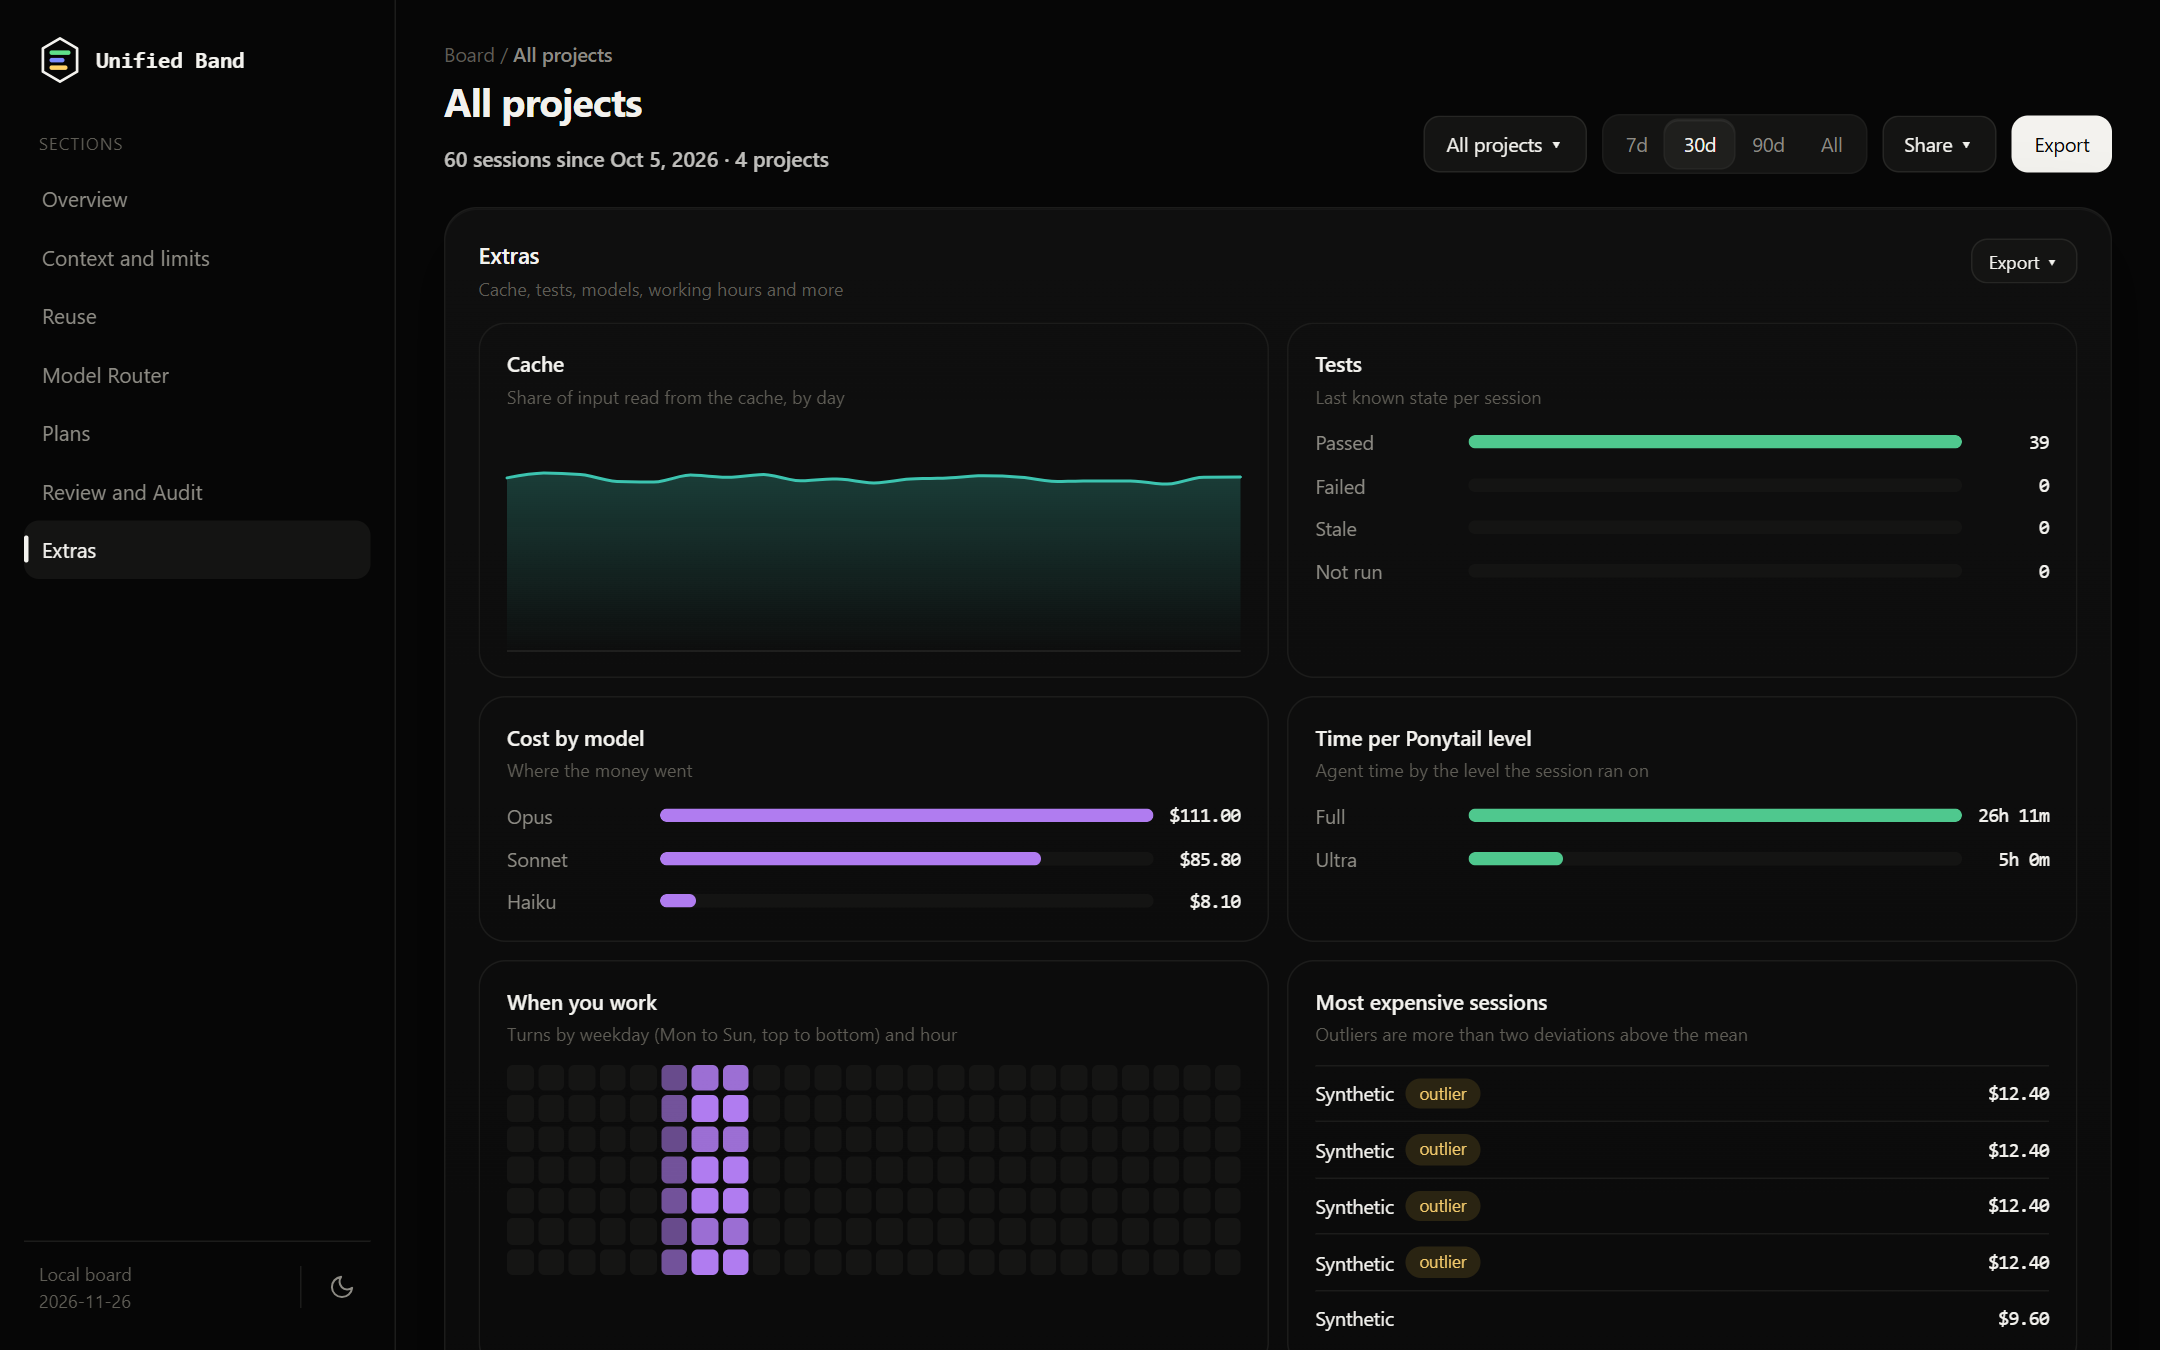 Unified Band
SECTIONS
Overview
Context and limits
Reuse
Model Router
Plans
Review and Audit
Extras
Local board
2026-11-26
Board / All projects
All projects
60 sessions since Oct 5, 2026 · 4 projects
All projects ▾
7d 30d 90d All
Share ▾
Export
Extras
Cache, tests, models, working hours and more
Export ▾
Cache
Share of input read from the cache, by day
Tests
Last known state per session
Passed 39
Failed 0
Stale 0
Not run 0
Cost by model
Where the money went
Opus $111.00
Sonnet $85.80
Haiku $8.10
Time per Ponytail level
Agent time by the level the session ran on
Full 26h 11m
Ultra 5h 0m
When you work
Turns by weekday (Mon to Sun, top to bottom) and hour
Most expensive sessions
Outliers are more than two deviations above the mean
Synthetic outlier $12.40
Synthetic outlier $12.40
Synthetic outlier $12.40
Synthetic outlier $12.40
Synthetic $9.60